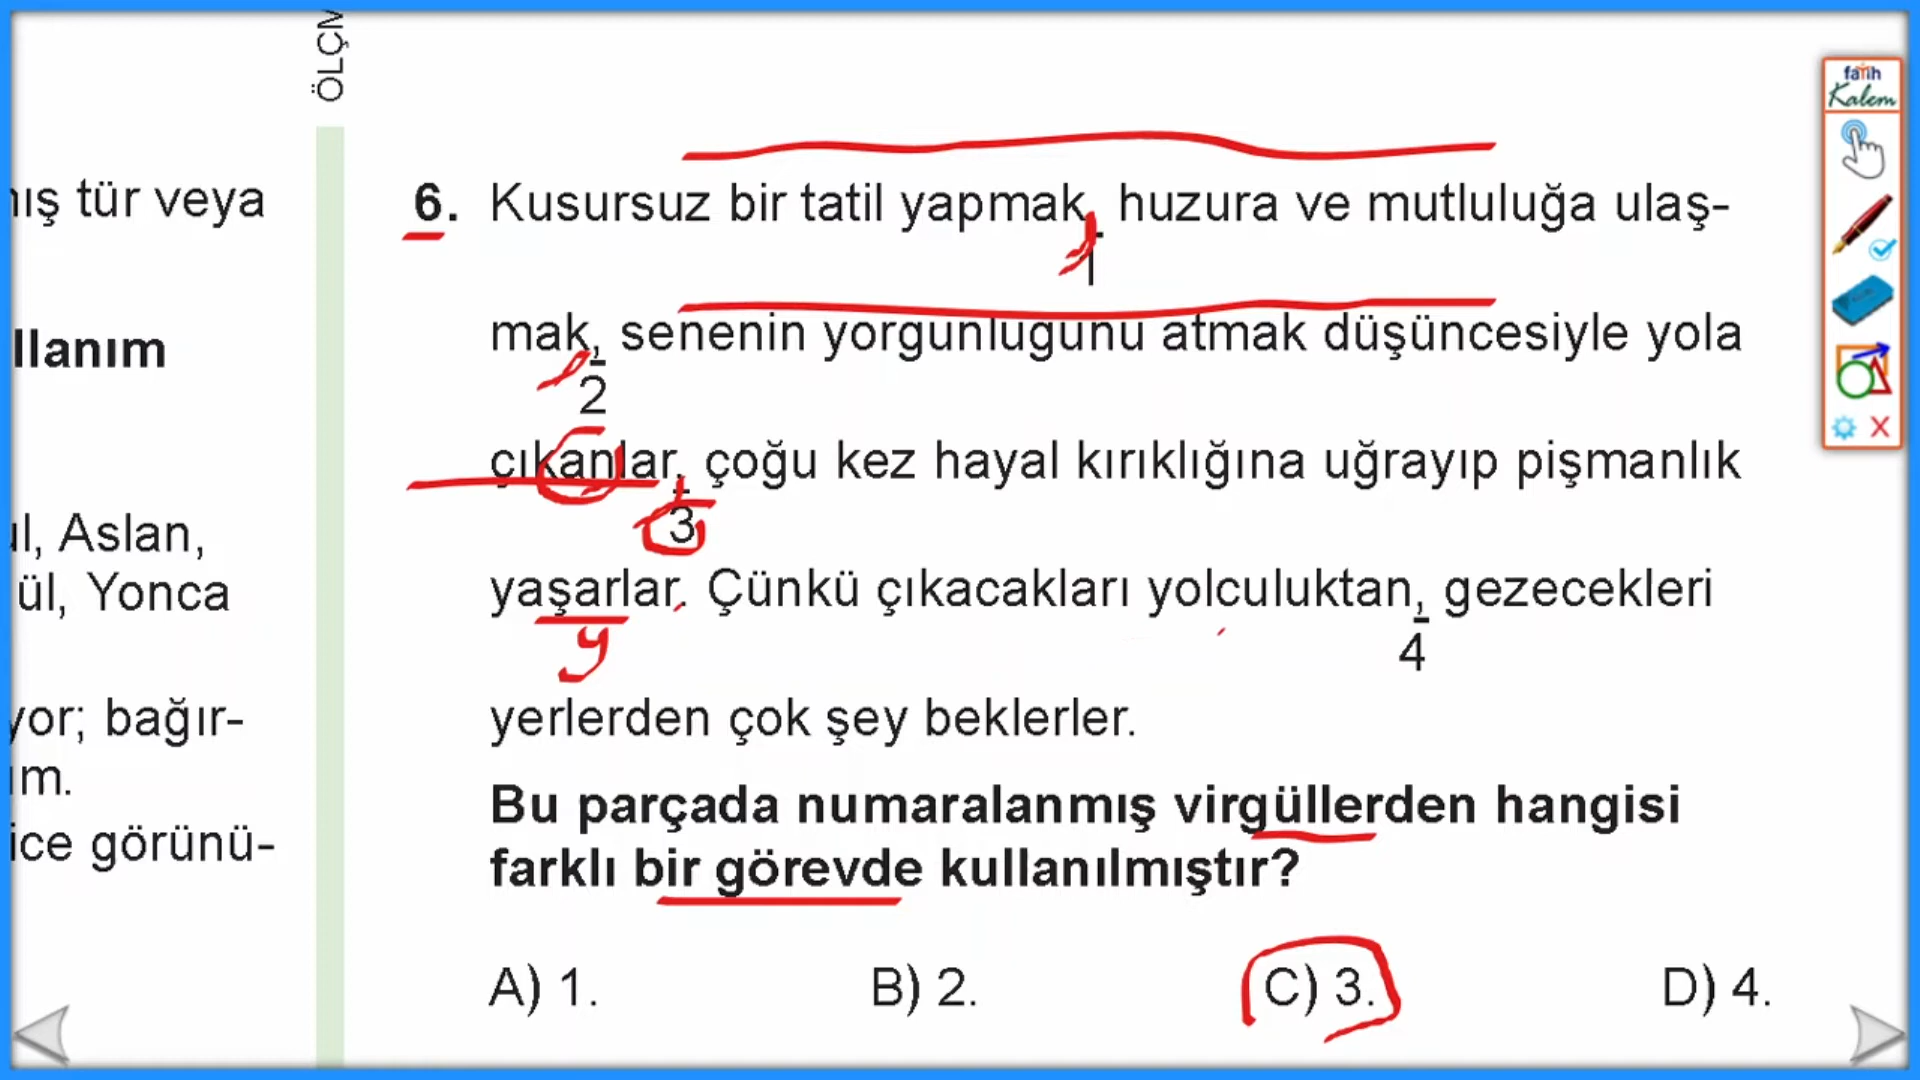 ÖLÇM
ış tür veya
llanım
l, Aslan,
ül, Yonca
yor; bağır-
ım.
ice görünü-
6. Kusursuz bir tatil yapmak, huzura ve mutluluğa ulaş-
1
mak, senenin yorgunluğunu atmak düşüncesiyle yola
2
çıkanlar, çoğu kez hayal kırıklığına uğrayıp pişmanlık
3
yaşarlar. Çünkü çıkacakları yolculuktan, gezecekleri
y
4
yerlerden çok şey beklerler.
Bu parçada numaralanmış virgüllerden hangisi
farklı bir görevde kullanılmıştır?
A) 1. B) 2. C) 3. D) 4.
fatih
Kalem